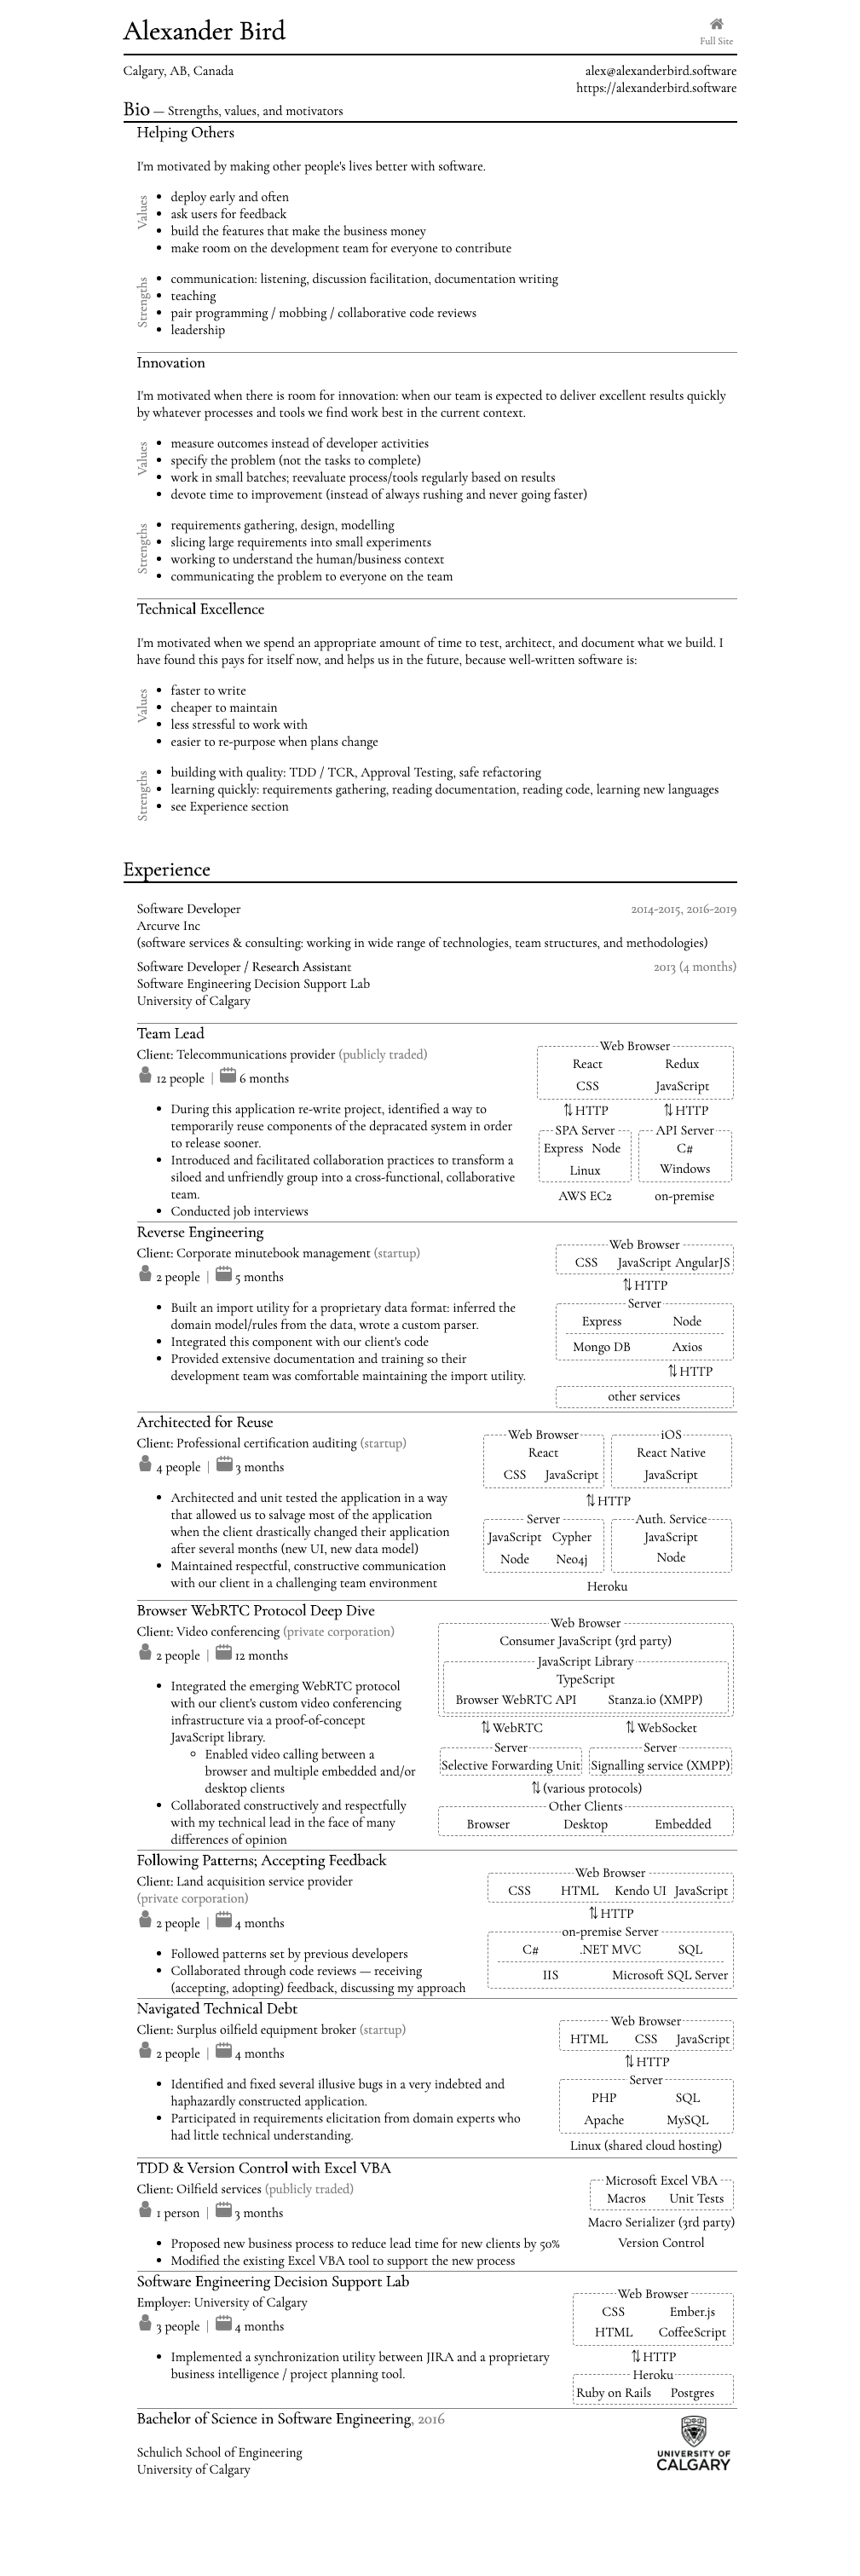 Alexander Bird
Full Site
Calgary, AB, Canada
alex@alexanderbird.software
https://alexanderbird.software
Bio — Strengths, values, and motivators
Helping Others
I'm motivated by making other people's lives better with software.
Values
deploy early and often
ask users for feedback
build the features that make the business money
make room on the development team for everyone to contribute
Strengths
communication: listening, discussion facilitation, documentation writing
teaching
pair programming / mobbing / collaborative code reviews
leadership
Innovation
I'm motivated when there is room for innovation: when our team is expected to deliver excellent results quickly
by whatever processes and tools we find work best in the current context.
Values
measure outcomes instead of developer activities
specify the problem (not the tasks to complete)
work in small batches; reevaluate process/tools regularly based on results
devote time to improvement (instead of always rushing and never going faster)
Strengths
requirements gathering, design, modelling
slicing large requirements into small experiments
working to understand the human/business context
communicating the problem to everyone on the team
Technical Excellence
I'm motivated when we spend an appropriate amount of time to test, architect, and document what we build. I
have found this pays for itself now, and helps us in the future, because well-written software is:
Values
faster to write
cheaper to maintain
less stressful to work with
easier to re-purpose when plans change
Strengths
building with quality: TDD / TCR, Approval Testing, safe refactoring
learning quickly: requirements gathering, reading documentation, reading code, learning new languages
see Experience section
Experience
Software Developer
2014-2015, 2016-2019
Arcurve Inc
(software services & consulting: working in wide range of technologies, team structures, and methodologies)
Software Developer / Research Assistant
2013 (4 months)
Software Engineering Decision Support Lab
University of Calgary
Team Lead
Client: Telecommunications provider (publicly traded)
12 people | 6 months
During this application re-write project, identified a way to
temporarily reuse components of the depracated system in order
to release sooner.
Introduced and facilitated collaboration practices to transform a
siloed and unfriendly group into a cross-functional, collaborative
team.
Conducted job interviews
Web Browser
React Redux
CSS JavaScript
⇅ HTTP ⇅ HTTP
SPA Server API Server
Express Node C#
Linux Windows
AWS EC2 on-premise
Reverse Engineering
Client: Corporate minutebook management (startup)
2 people | 5 months
Built an import utility for a proprietary data format: inferred the
domain model/rules from the data, wrote a custom parser.
Integrated this component with our client's code
Provided extensive documentation and training so their
development team was comfortable maintaining the import utility.
Web Browser
CSS JavaScript AngularJS
⇅ HTTP
Server
Express Node
Mongo DB Axios
⇅ HTTP
other services
Architected for Reuse
Client: Professional certification auditing (startup)
4 people | 3 months
Architected and unit tested the application in a way
that allowed us to salvage most of the application
when the client drastically changed their application
after several months (new UI, new data model)
Maintained respectful, constructive communication
with our client in a challenging team environment
Web Browser iOS
React React Native
CSS JavaScript JavaScript
⇅ HTTP
Server Auth. Service
JavaScript Cypher JavaScript
Node Neo4j Node
Heroku
Browser WebRTC Protocol Deep Dive
Client: Video conferencing (private corporation)
2 people | 12 months
Integrated the emerging WebRTC protocol
with our client's custom video conferencing
infrastructure via a proof-of-concept
JavaScript library.
Enabled video calling between a
browser and multiple embedded and/or
desktop clients
Collaborated constructively and respectfully
with my technical lead in the face of many
differences of opinion
Web Browser
Consumer JavaScript (3rd party)
JavaScript Library
TypeScript
Browser WebRTC API Stanza.io (XMPP)
⇅ WebRTC ⇅ WebSocket
Server Server
Selective Forwarding Unit Signalling service (XMPP)
⇅ (various protocols)
Other Clients
Browser Desktop Embedded
Following Patterns; Accepting Feedback
Client: Land acquisition service provider
(private corporation)
2 people | 4 months
Followed patterns set by previous developers
Collaborated through code reviews — receiving
(accepting, adopting) feedback, discussing my approach
Web Browser
CSS HTML Kendo UI JavaScript
⇅ HTTP
on-premise Server
C# .NET MVC SQL
IIS Microsoft SQL Server
Navigated Technical Debt
Client: Surplus oilfield equipment broker (startup)
2 people | 4 months
Identified and fixed several illusive bugs in a very indebted and
haphazardly constructed application.
Participated in requirements elicitation from domain experts who
had little technical understanding.
Web Browser
HTML CSS JavaScript
⇅ HTTP
Server
PHP SQL
Apache MySQL
Linux (shared cloud hosting)
TDD & Version Control with Excel VBA
Client: Oilfield services (publicly traded)
1 person | 3 months
Proposed new business process to reduce lead time for new clients by 50%
Modified the existing Excel VBA tool to support the new process
Microsoft Excel VBA
Macros Unit Tests
Macro Serializer (3rd party)
Version Control
Software Engineering Decision Support Lab
Employer: University of Calgary
3 people | 4 months
Implemented a synchronization utility between JIRA and a proprietary
business intelligence / project planning tool.
Web Browser
CSS Ember.js
HTML CoffeeScript
⇅ HTTP
Heroku
Ruby on Rails Postgres
Bachelor of Science in Software Engineering, 2016
Schulich School of Engineering
University of Calgary
UNIVERSITY OF
CALGARY